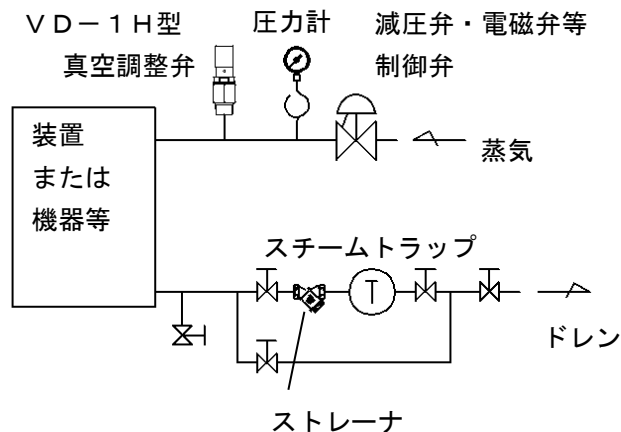 ＶＤ－１Ｈ型
真空調整弁
圧力計
減圧弁・電磁弁等
制御弁
装置
または
機器等
蒸気
スチームトラップ
T
ドレン
ストレーナ